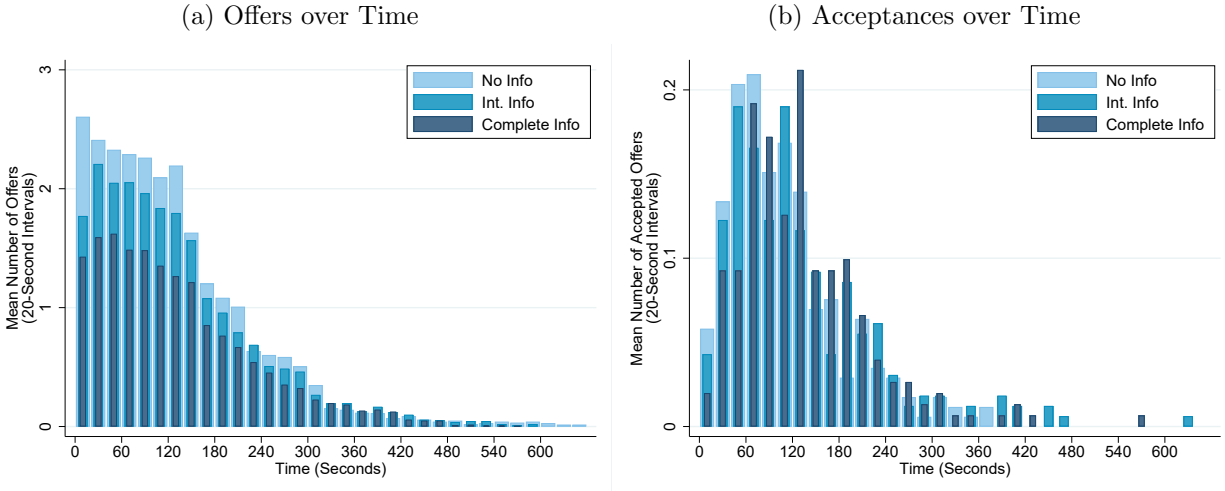 (a) Offers over Time
Mean Number of Offers
(20-Second Intervals)
3
2
1
0
No Info
Int. Info
Complete Info
0 60 120 180 240 300 360 420 480 540 600
Time (Seconds)
(b) Acceptances over Time
Mean Number of Accepted Offers
(20-Second Intervals)
0.2
0.1
0
No Info
Int. Info
Complete Info
0 60 120 180 240 300 360 420 480 540 600
Time (Seconds)